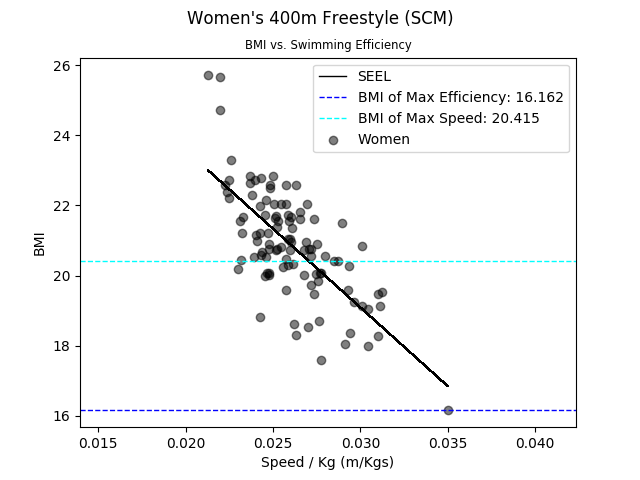 Women's 400m Freestyle (SCM)
BMI vs. Swimming Efficiency
SEEL
BMI of Max Efficiency: 16.162
BMI of Max Speed: 20.415
Women
BMI
26
24
22
20
18
16
0.015 0.020 0.025 0.030 0.035 0.040
Speed / Kg (m/Kgs)